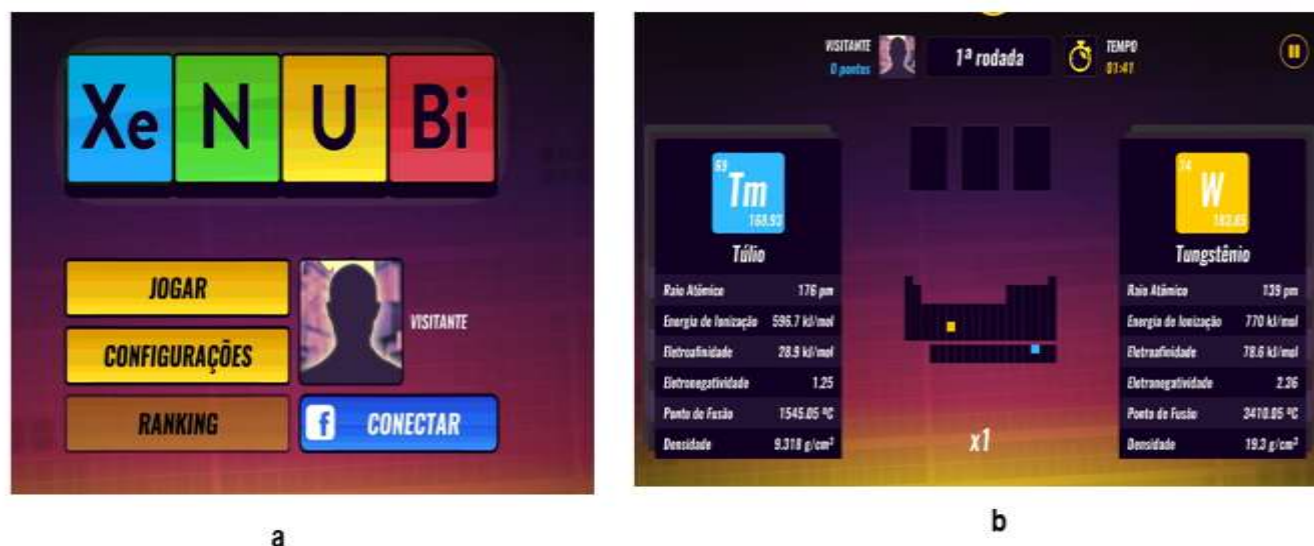 Xe N U Bi
JOGAR
VISITANTE
CONFIGURAÇÕES
RANKING
f CONECTAR
a
VISITANTE
0 pontos
1ª rodada
TEMPO
01:41
69
Tm
168.93
Túlio
Raio Atômico 176 pm
Energia de Ionização 596.7 kJ/mol
Eletroafinidade 28.9 kJ/mol
Eletronegatividade 1.25
Ponto de Fusão 1545.05 ºC
Densidade 9.318 g/cm³
x1
74
W
183.85
Tungstênio
Raio Atômico 139 pm
Energia de Ionização 770 kJ/mol
Eletroafinidade 78.6 kJ/mol
Eletronegatividade 2.36
Ponto de Fusão 3410.05 ºC
Densidade 19.3 g/cm³
b